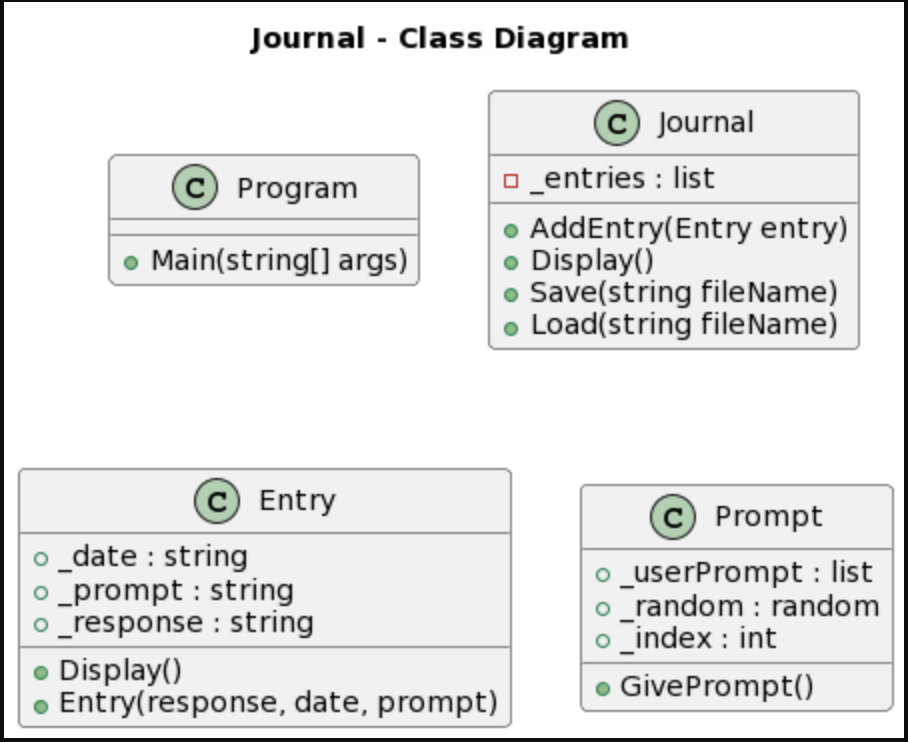 Journal - Class Diagram
C Program
Main(string[] args)
C Journal
_entries : list
AddEntry(Entry entry)
Display()
Save(string fileName)
Load(string fileName)
C Entry
_date : string
_prompt : string
_response : string
Display()
Entry(response, date, prompt)
C Prompt
_userPrompt : list
_random : random
_index : int
GivePrompt()